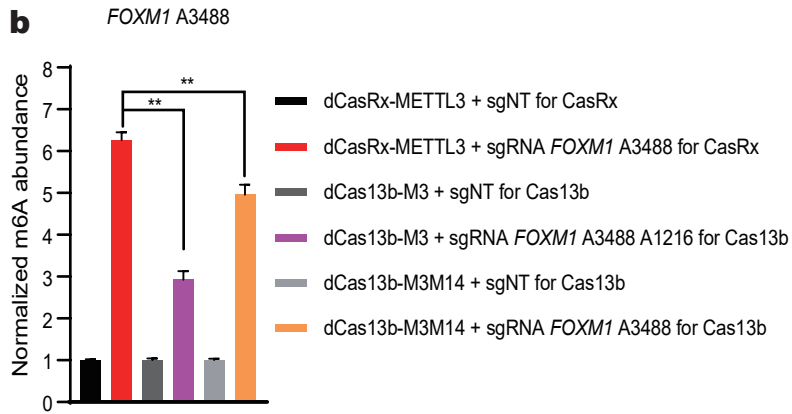 b
FOXM1 A3488
Normalized m6A abundance
8
7
6
5
4
3
2
1
0
**
**
dCasRx-METTL3 + sgNT for CasRx
dCasRx-METTL3 + sgRNA FOXM1 A3488 for CasRx
dCas13b-M3 + sgNT for Cas13b
dCas13b-M3 + sgRNA FOXM1 A3488 A1216 for Cas13b
dCas13b-M3M14 + sgNT for Cas13b
dCas13b-M3M14 + sgRNA FOXM1 A3488 for Cas13b